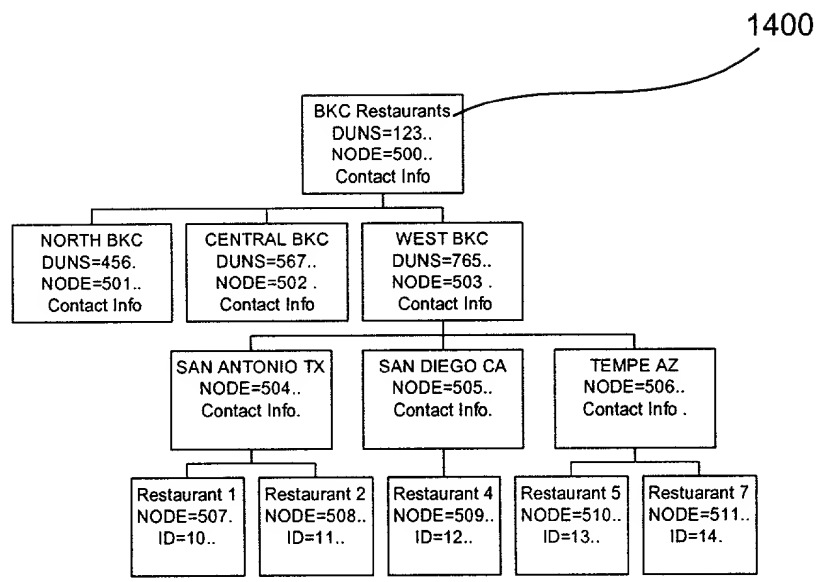 1400
BKC Restaurants
DUNS=123..
NODE=500..
Contact Info
NORTH BKC
DUNS=456.
NODE=501..
Contact Info
CENTRAL BKC
DUNS=567..
NODE=502 .
Contact Info
WEST BKC
DUNS=765..
NODE=503 .
Contact Info
SAN ANTONIO TX
NODE=504..
Contact Info.
SAN DIEGO CA
NODE=505..
Contact Info.
TEMPE AZ
NODE=506..
Contact Info .
Restaurant 1
NODE=507.
ID=10..
Restaurant 2
NODE=508..
ID=11..
Restaurant 4
NODE=509..
ID=12..
Restaurant 5
NODE=510..
ID=13..
Restuarant 7
NODE=511..
ID=14.